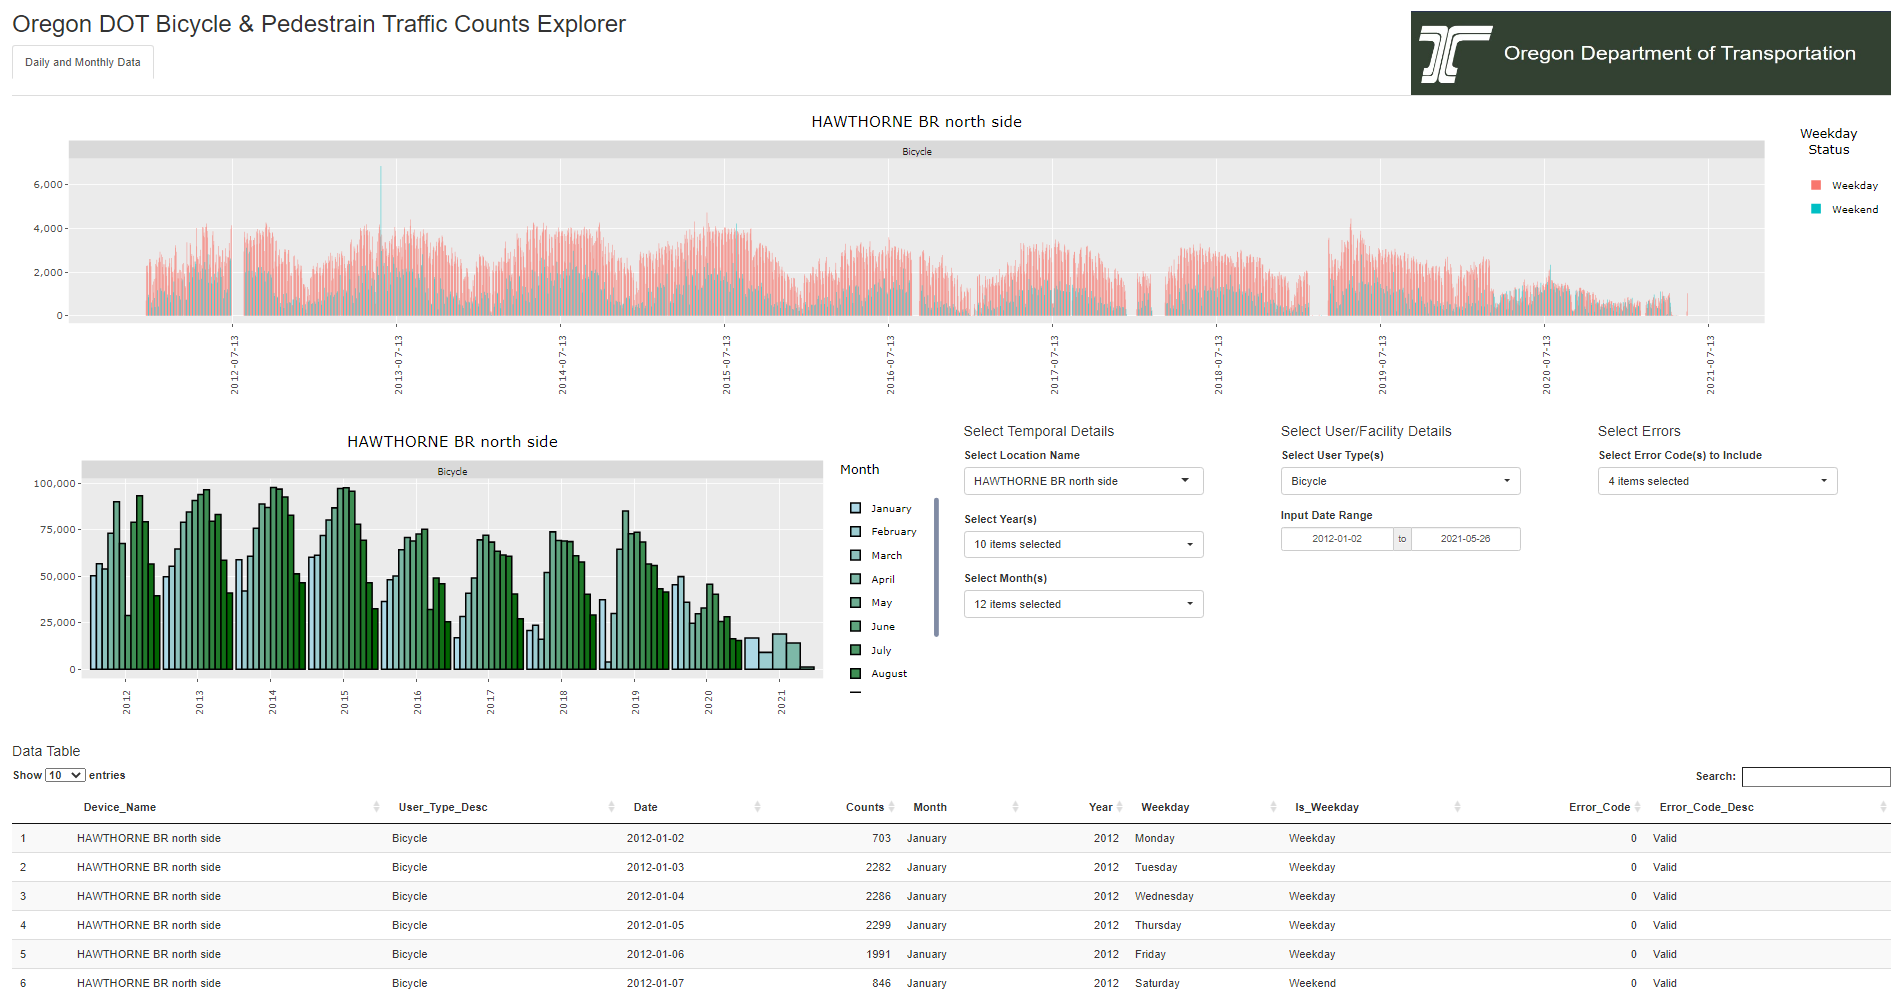 Oregon DOT Bicycle & Pedestrain Traffic Counts Explorer
Daily and Monthly Data
Oregon Department of Transportation
HAWTHORNE BR north side
Bicycle
6,000
4,000
2,000
0
2012-07-13
2013-07-13
2014-07-13
2015-07-13
2016-07-13
2017-07-13
2018-07-13
2019-07-13
2020-07-13
2021-07-13
Weekday
Status
Weekday
Weekend
HAWTHORNE BR north side
Bicycle
100,000
75,000
50,000
25,000
0
2012
2013
2014
2015
2016
2017
2018
2019
2020
2021
Month
January
February
March
April
May
June
July
August
Select Temporal Details
Select Location Name
HAWTHORNE BR north side
Select Year(s)
10 items selected
Select Month(s)
12 items selected
Select User/Facility Details
Select User Type(s)
Bicycle
Input Date Range
2012-01-02 to 2021-05-26
Select Errors
Select Error Code(s) to Include
4 items selected
Data Table
Show 10 entries
Search:
Device_Name User_Type_Desc Date Counts Month Year Weekday Is_Weekday Error_Code Error_Code_Desc
1 HAWTHORNE BR north side Bicycle 2012-01-02 703 January 2012 Monday Weekday 0 Valid
2 HAWTHORNE BR north side Bicycle 2012-01-03 2282 January 2012 Tuesday Weekday 0 Valid
3 HAWTHORNE BR north side Bicycle 2012-01-04 2286 January 2012 Wednesday Weekday 0 Valid
4 HAWTHORNE BR north side Bicycle 2012-01-05 2299 January 2012 Thursday Weekday 0 Valid
5 HAWTHORNE BR north side Bicycle 2012-01-06 1991 January 2012 Friday Weekday 0 Valid
6 HAWTHORNE BR north side Bicycle 2012-01-07 846 January 2012 Saturday Weekend 0 Valid